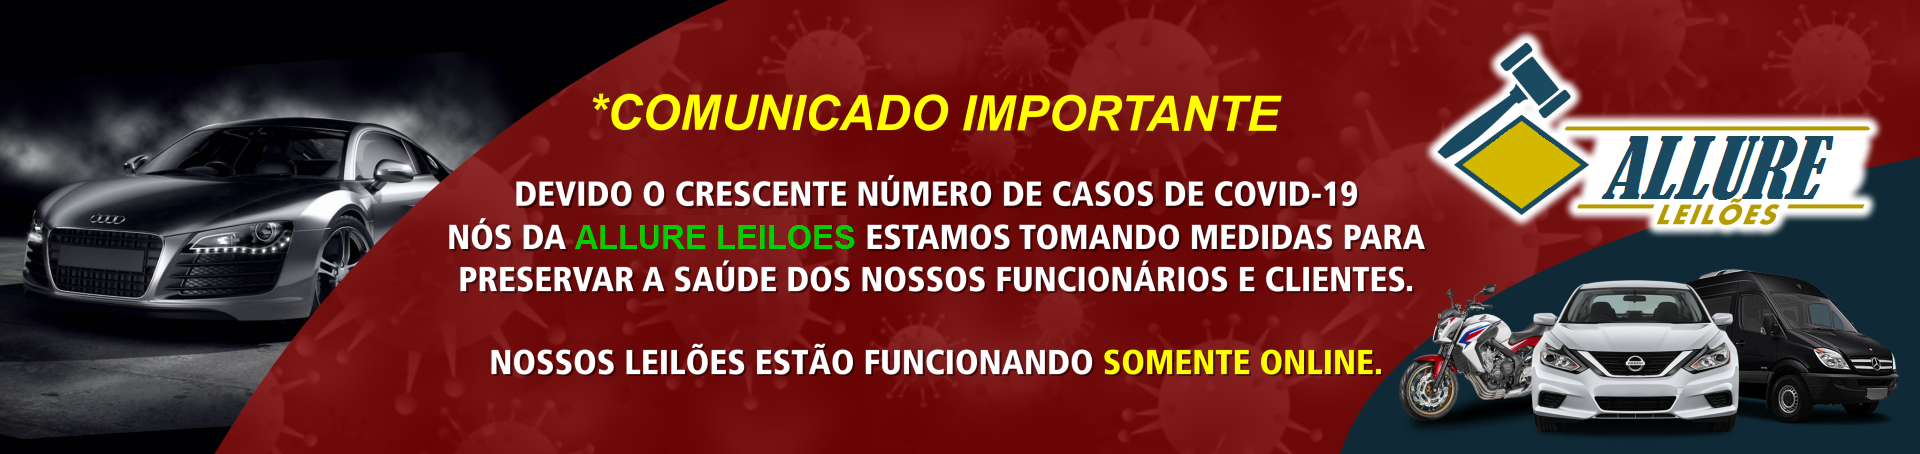 *COMUNICADO IMPORTANTE
DEVIDO O CRESCENTE NÚMERO DE CASOS DE COVID-19
NÓS DA ALLURE LEILOES ESTAMOS TOMANDO MEDIDAS PARA
PRESERVAR A SAÚDE DOS NOSSOS FUNCIONÁRIOS E CLIENTES.
NOSSOS LEILÕES ESTÃO FUNCIONANDO SOMENTE ONLINE.
ALLURE
LEILÕES